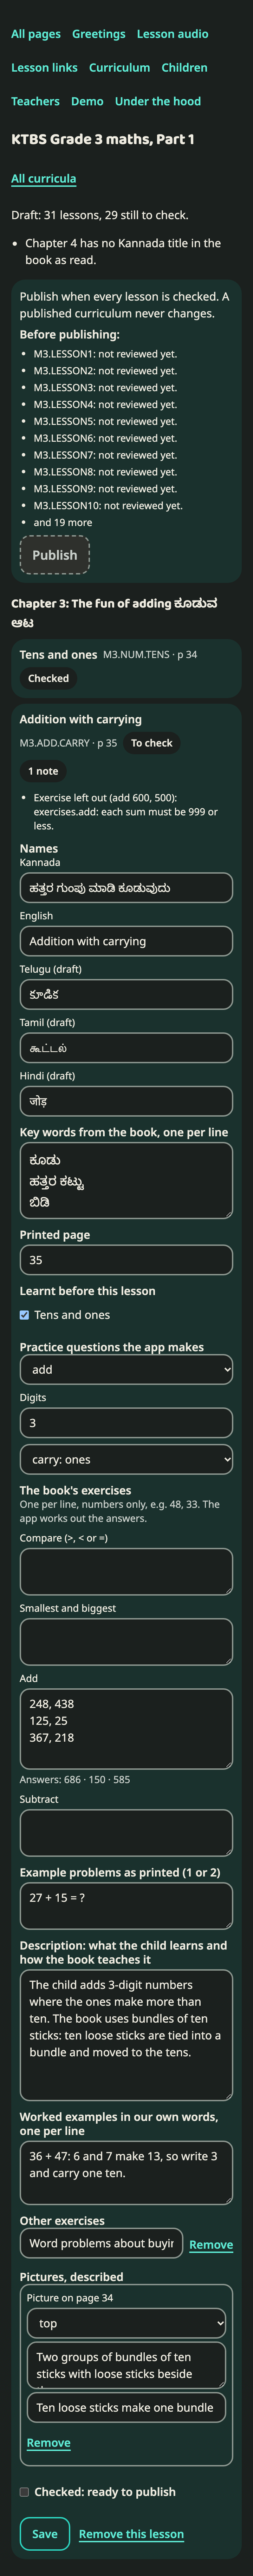 All pages Greetings Lesson audio
Lesson links Curriculum Children
Teachers Demo Under the hood
KTBS Grade 3 maths, Part 1
All curricula
Draft: 31 lessons, 29 still to check.
• Chapter 4 has no Kannada title in the
book as read.
Publish when every lesson is checked. A
published curriculum never changes.
Before publishing:
• M3.LESSON1: not reviewed yet.
• M3.LESSON2: not reviewed yet.
• M3.LESSON3: not reviewed yet.
• M3.LESSON4: not reviewed yet.
• M3.LESSON5: not reviewed yet.
• M3.LESSON6: not reviewed yet.
• M3.LESSON7: not reviewed yet.
• M3.LESSON8: not reviewed yet.
• M3.LESSON9: not reviewed yet.
• M3.LESSON10: not reviewed yet.
• and 19 more
Publish
Chapter 3: The fun of adding ಕೂಡುವ
ಆಟ
Tens and ones M3.NUM.TENS · p 34
Checked
Addition with carrying
M3.ADD.CARRY · p 35 To check
1 note
• Exercise left out (add 600, 500):
exercises.add: each sum must be 999 or
less.
Names
Kannada
ಹತ್ತರ ಗುಂಪು ಮಾಡಿ ಕೂಡುವುದು
English
Addition with carrying
Telugu (draft)
కూడిక
Tamil (draft)
கூட்டல்
Hindi (draft)
जोड़
Key words from the book, one per line
ಕೂಡು
ಹತ್ತರ ಕಟ್ಟು
ಬಿಡಿ
Printed page
35
Learnt before this lesson
Tens and ones
Practice questions the app makes
add
Digits
3
carry: ones
The book's exercises
One per line, numbers only, e.g. 48, 33. The
app works out the answers.
Compare (>, < or =)
Smallest and biggest
Add
248, 438
125, 25
367, 218
Answers: 686 · 150 · 585
Subtract
Example problems as printed (1 or 2)
27 + 15 = ?
Description: what the child learns and
how the book teaches it
The child adds 3-digit numbers
where the ones make more than
ten. The book uses bundles of ten
sticks: ten loose sticks are tied into a
bundle and moved to the tens.
Worked examples in our own words,
one per line
36 + 47: 6 and 7 make 13, so write 3
and carry one ten.
Other exercises
Word problems about Remove
Pictures, described
Picture on page 34
top
Two groups of bundles of ten
sticks with loose sticks beside
Ten loose sticks make one bundle
Remove
Checked: ready to publish
Save Remove this lesson